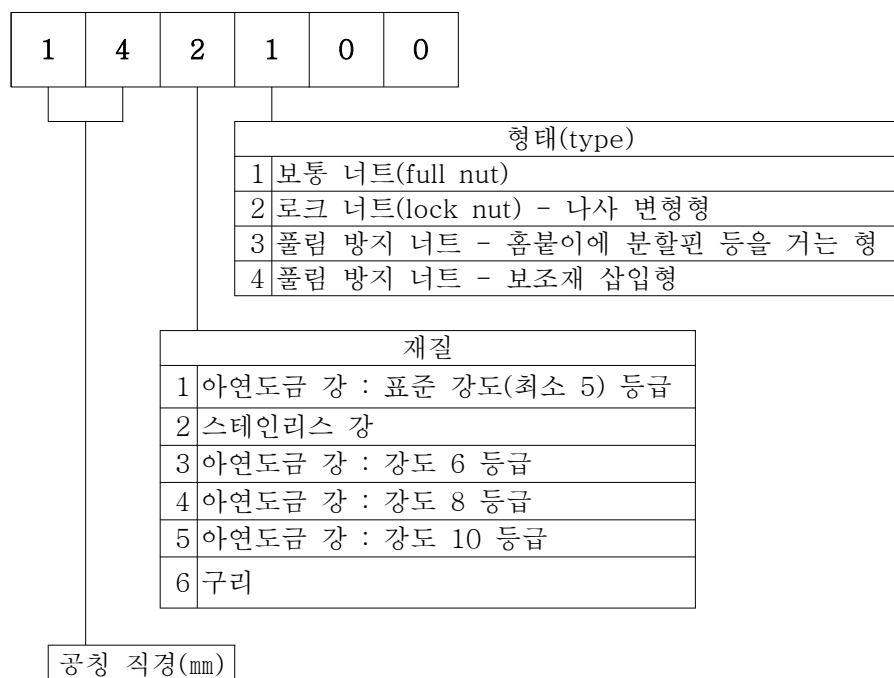 1 4 2 1 0 0
형태(type)
1 보통 너트(full nut)
2 로크 너트(lock nut) - 나사 변형형
3 풀림 방지 너트 - 홈붙이에 분할핀 등을 거는 형
4 풀림 방지 너트 - 보조재 삽입형
재질
1 아연도금 강 : 표준 강도(최소 5) 등급
2 스테인리스 강
3 아연도금 강 : 강도 6 등급
4 아연도금 강 : 강도 8 등급
5 아연도금 강 : 강도 10 등급
6 구리
공칭 직경(㎜)